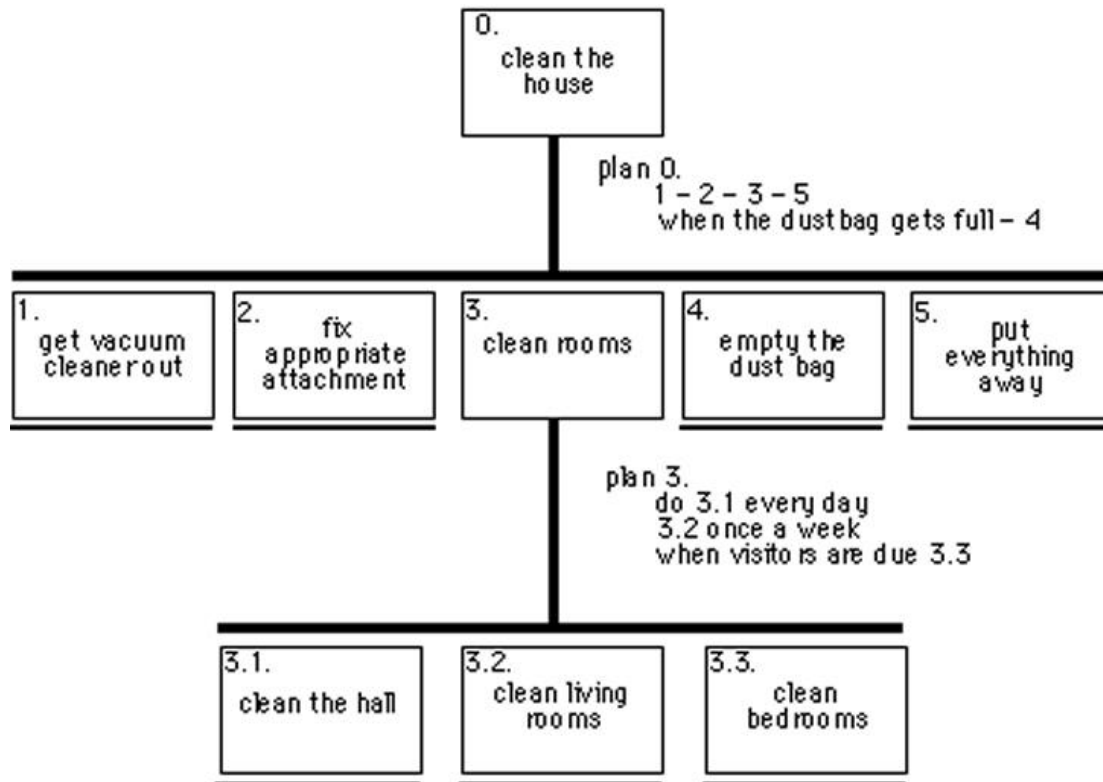 0.
clean the
house
plan 0.
1 – 2 – 3 – 5
when the dustbag gets full – 4
1.
get vacuum
cleaner out
2.
fix
appropriate
attachment
3.
clean rooms
4.
empty the
dust bag
5.
put
everything
away
plan 3.
do 3.1 every day
3.2 once a week
when visitors are due 3.3
3.1.
clean the hall
3.2.
clean living
rooms
3.3.
clean
bedrooms